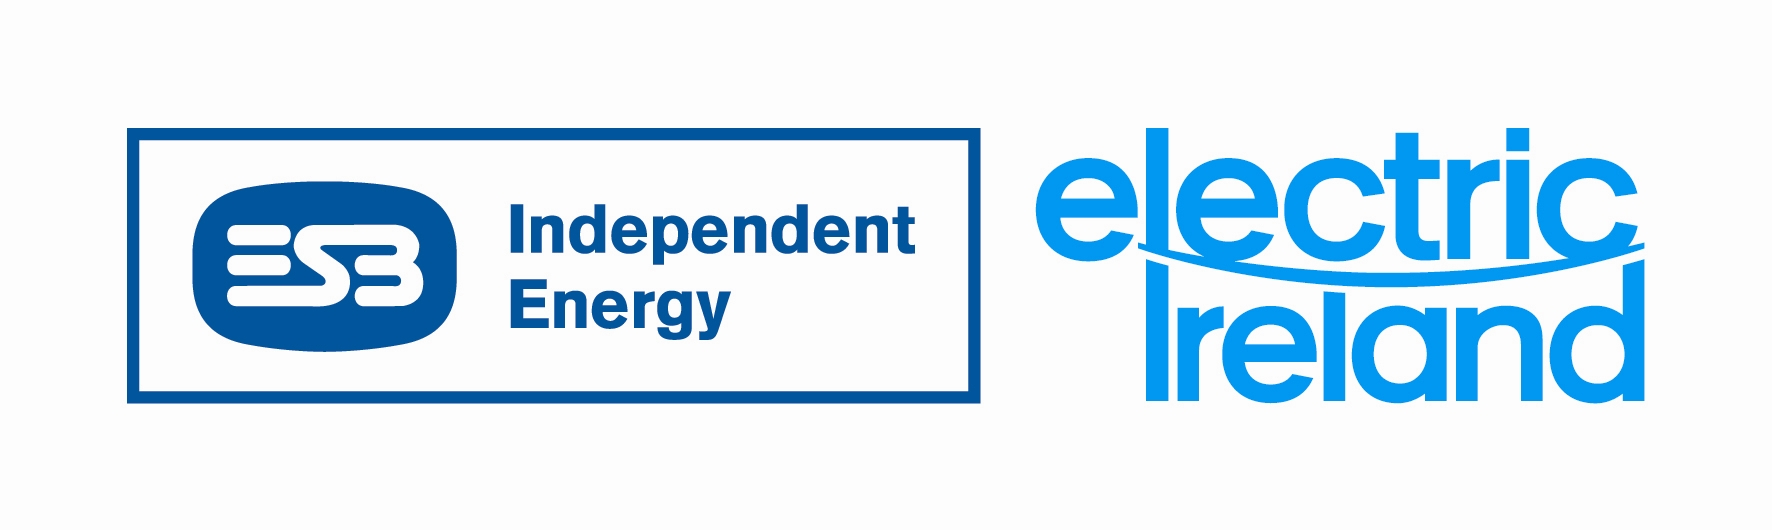 ESB
Independent
Energy
electric
Ireland